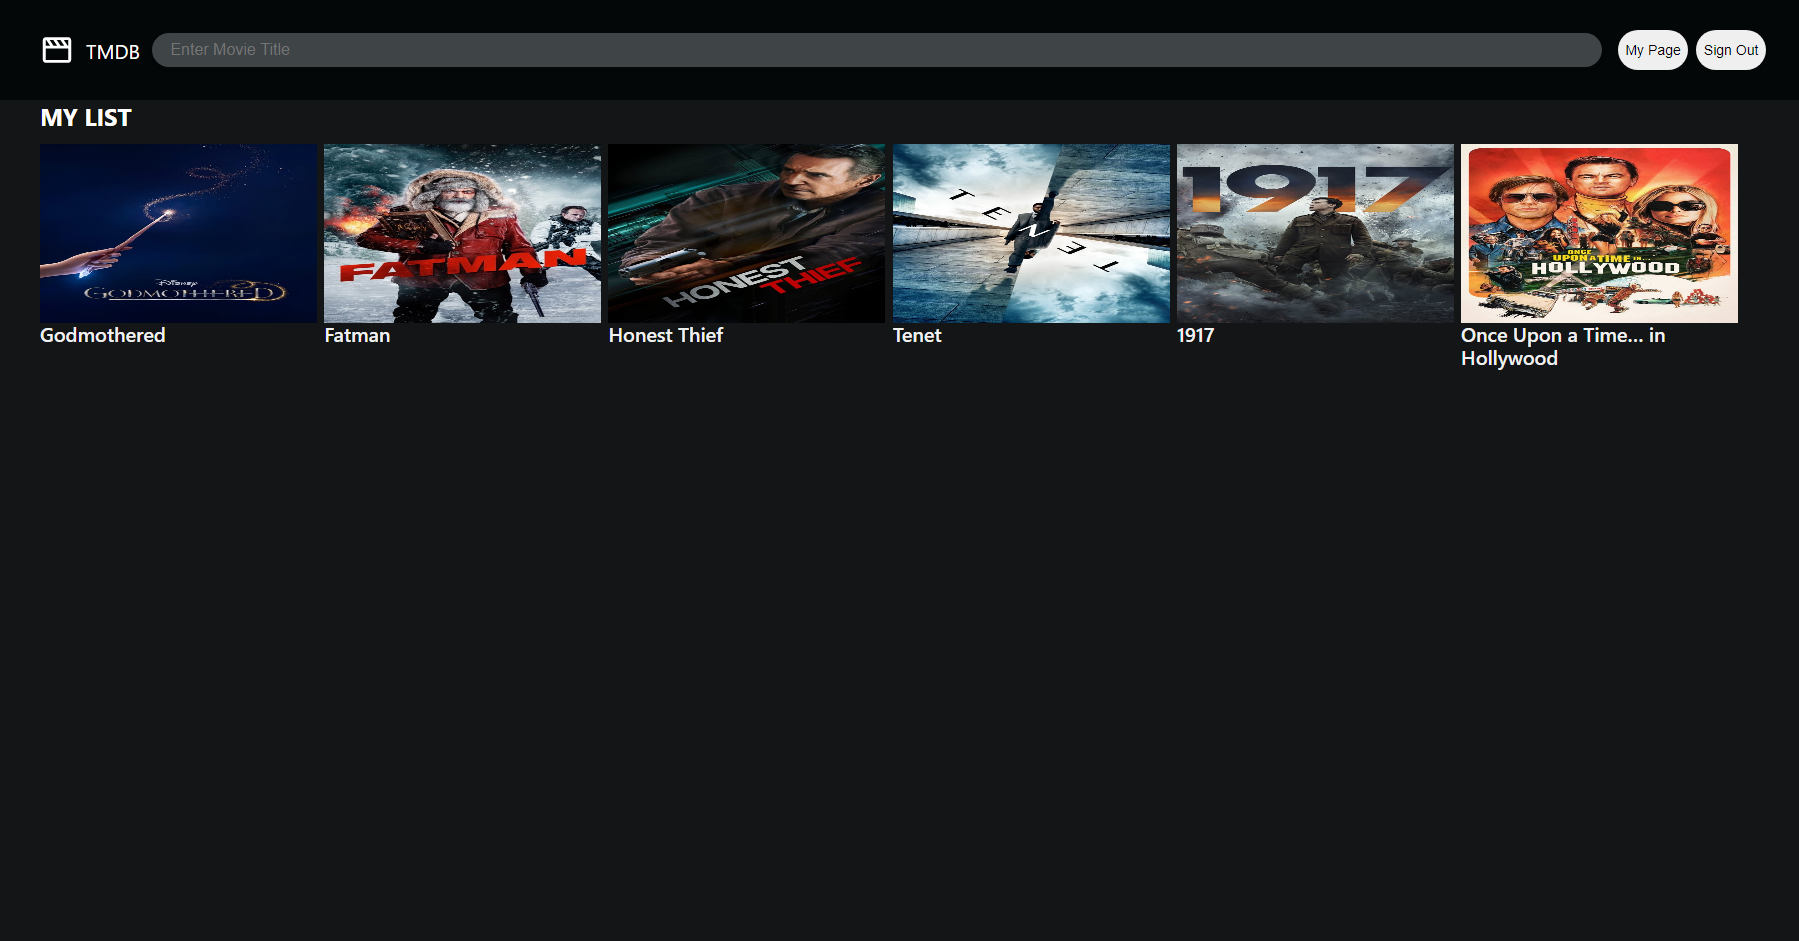 TMDB
Enter Movie Title
My Page
Sign Out
MY LIST
Disney
GODMOTHERED
FATMAN
HONEST
THIEF
TENET
1917
ONCE
UPON A TIME IN...
HOLLYWOOD
Godmothered
Fatman
Honest Thief
Tenet
1917
Once Upon a Time... in
Hollywood